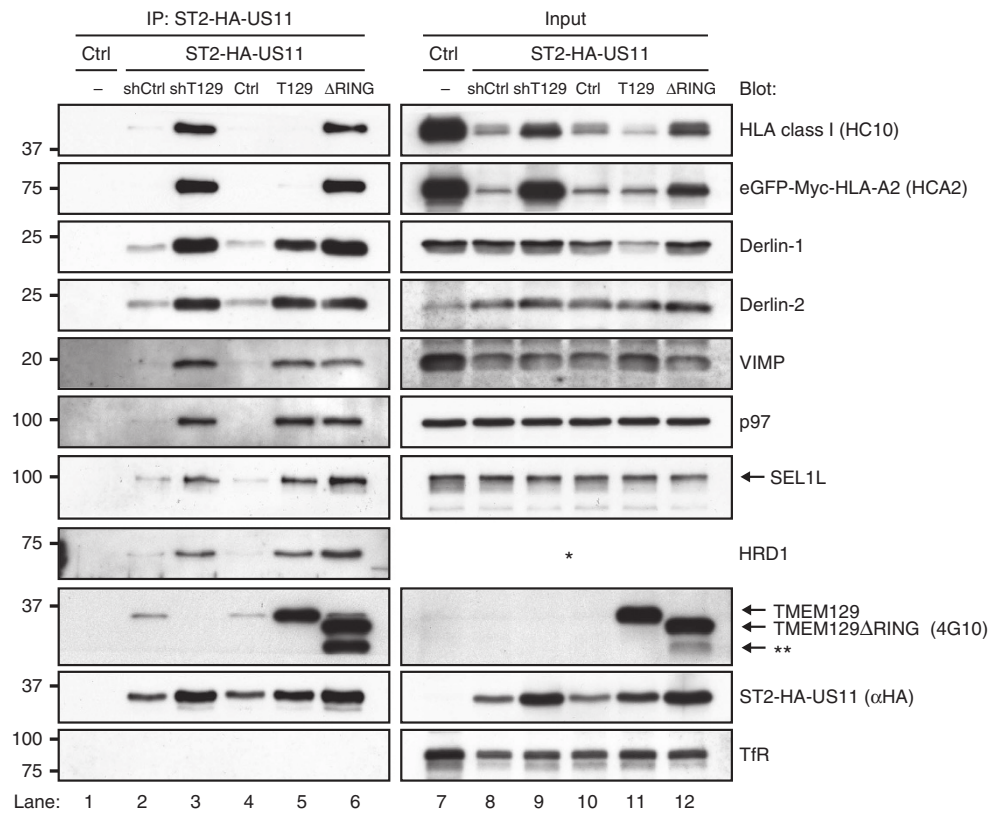 IP: ST2-HA-US11 Input
Ctrl ST2-HA-US11 Ctrl ST2-HA-US11
– shCtrl shT129 Ctrl T129 ΔRING – shCtrl shT129 Ctrl T129 ΔRING Blot:
37 HLA class I (HC10)
75 eGFP-Myc-HLA-A2 (HCA2)
25 Derlin-1
25 Derlin-2
20 VIMP
100 p97
100 SEL1L
75 * HRD1
37 TMEM129
TMEM129ΔRING (4G10)
**
37 ST2-HA-US11 (αHA)
100
TfR
75
Lane: 1 2 3 4 5 6 7 8 9 10 11 12